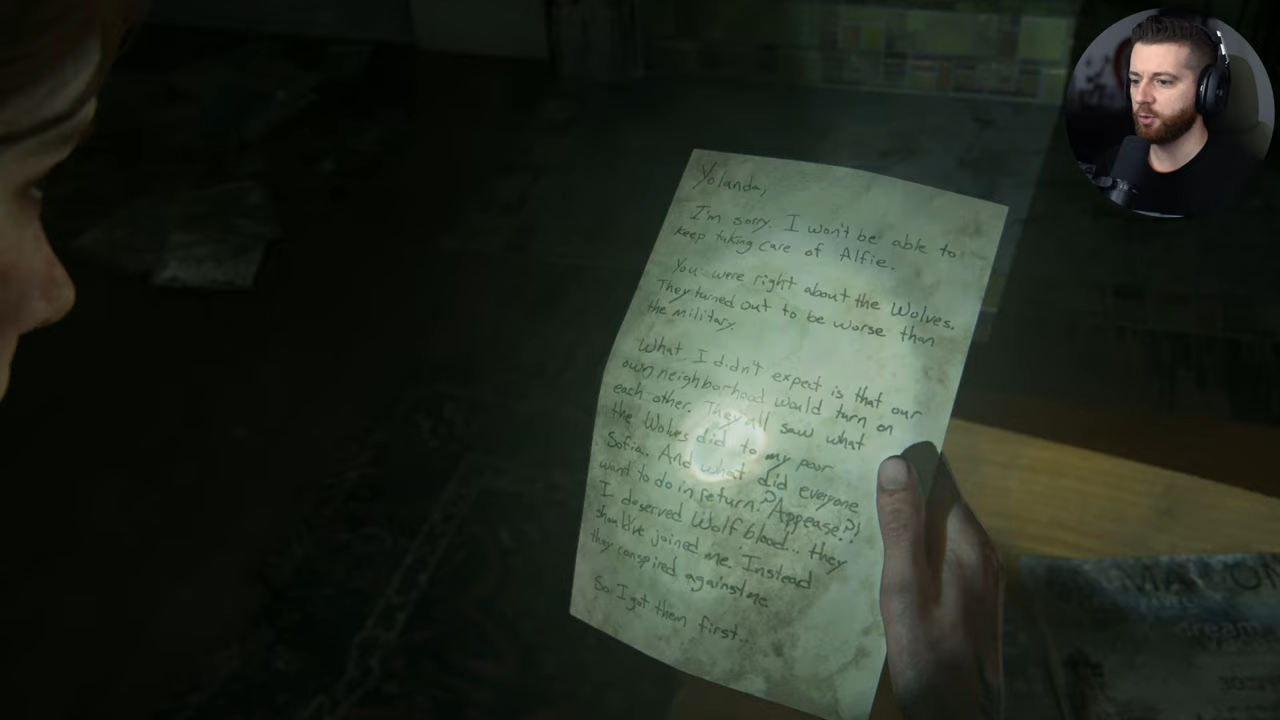 Yolanda,
I'm sorry. I won't be able to
keep taking care of Alfie.
You were right about the Wolves.
They turned out to be worse than
the military.
What I didn't expect is that our
own neighborhood would turn on
each other. They all saw what
the Wolves did to my poor
Sofia. And what did everyone
want to do in return? Appease?!
I deserved Wolf blood... they
should've joined me. Instead
they conspired against me
So I got them first..